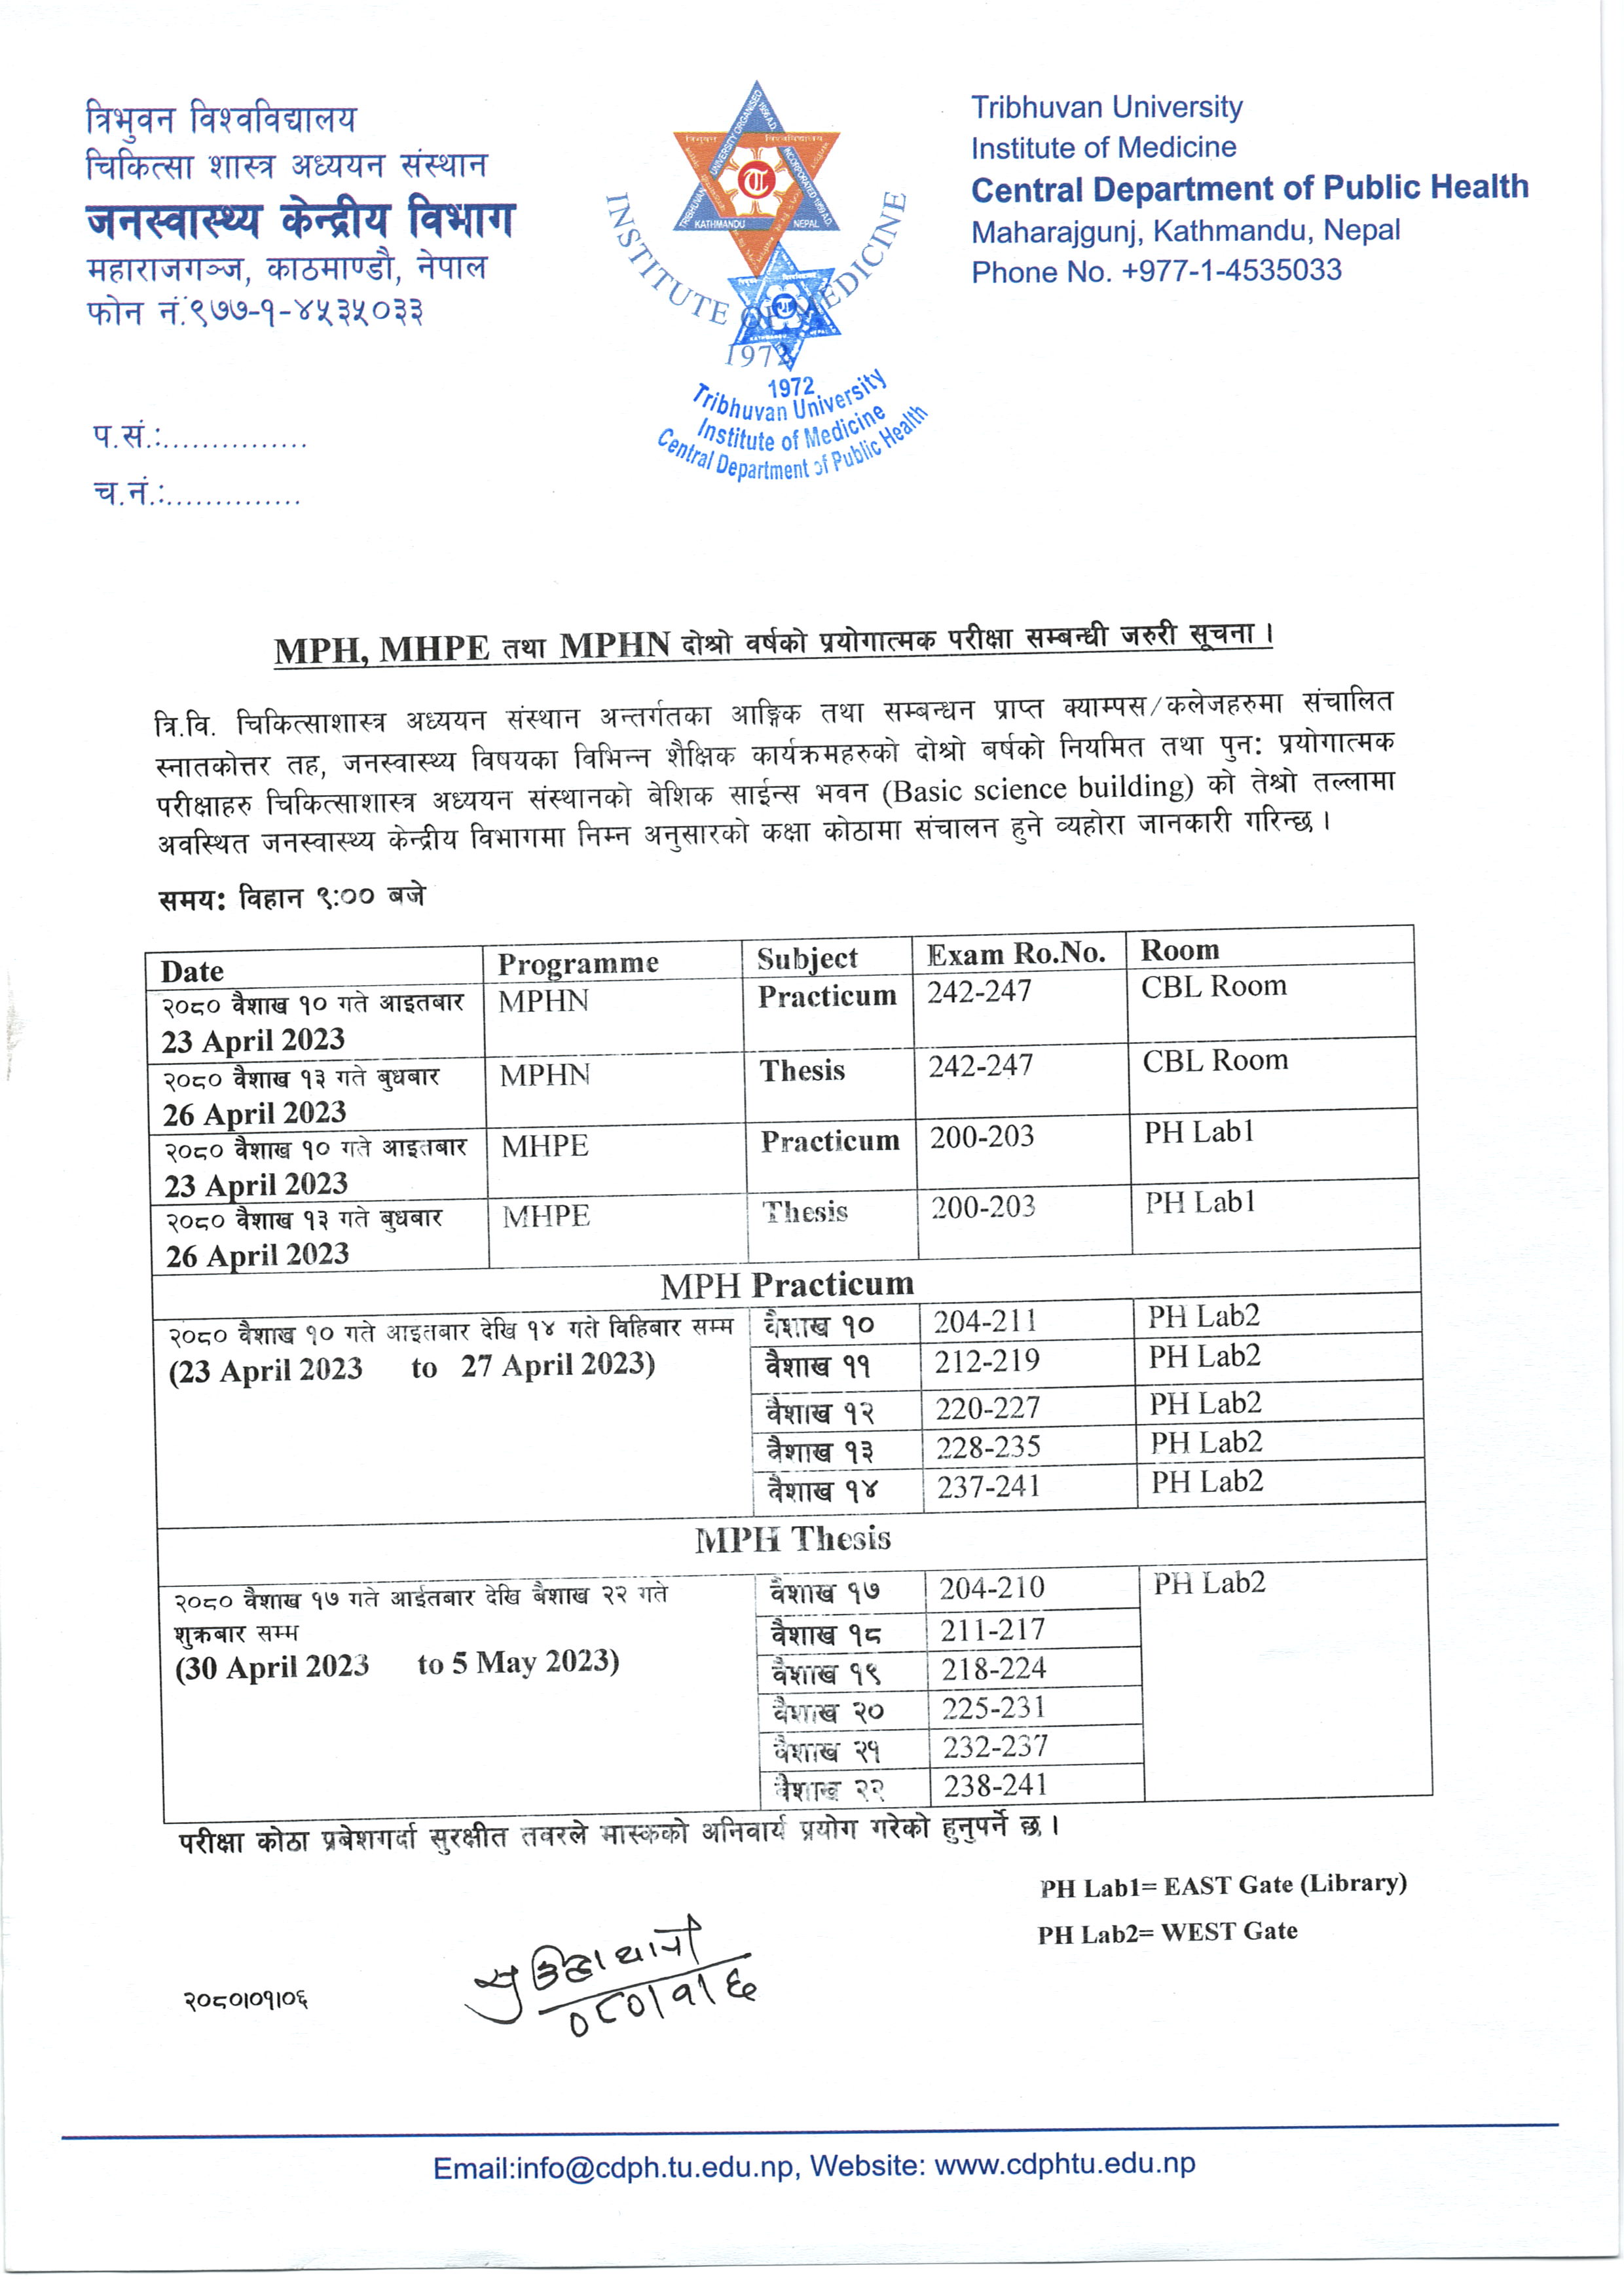 त्रिभुवन विश्वविद्यालय
चिकित्सा शास्त्र अध्ययन संस्थान
जनस्वास्थ्य केन्द्रीय विभाग
महाराजगञ्ज, काठमाण्डौ, नेपाल
फोन नं.९७७-१-४५३५०३३
प.सं.:...............
च.नं.:..............
TRIBHUVAN UNIVERSITY ORGANISED 1956 A.D. INCORPORATED 1959 A.D.
त्रिभुवन विश्वविद्यालय
KATHMANDU NEPAL
INSTITUTE OF MEDICINE
1972
1972
Tribhuvan University
Institute of Medicine
Central Department of Public Health
Tribhuvan University
Institute of Medicine
Central Department of Public Health
Maharajgunj, Kathmandu, Nepal
Phone No. +977-1-4535033
MPH, MHPE तथा MPHN दोश्रो वर्षको प्रयोगात्मक परीक्षा सम्बन्धी जरुरी सूचना ।
त्रि.वि. चिकित्साशास्त्र अध्ययन संस्थान अन्तर्गतका आङ्गिक तथा सम्बन्धन प्राप्त क्याम्पस/कलेजहरुमा संचालित
स्नातकोत्तर तह, जनस्वास्थ्य विषयका विभिन्न शैक्षिक कार्यक्रमहरुको दोश्रो बर्षको नियमित तथा पुन: प्रयोगात्मक
परीक्षाहरु चिकित्साशास्त्र अध्ययन संस्थानको बेशिक साईन्स भवन (Basic science building) को तेश्रो तल्लामा
अवस्थित जनस्वास्थ्य केन्द्रीय विभागमा निम्न अनुसारको कक्षा कोठामा संचालन हुने व्यहोरा जानकारी गरिन्छ ।
समय: विहान ९:०० बजे
Date Programme Subject Exam Ro.No. Room
२०८० वैशाख १० गते आइतबार MPHN Practicum 242-247 CBL Room
23 April 2023
२०८० वैशाख १३ गते बुधबार MPHN Thesis 242-247 CBL Room
26 April 2023
२०८० वैशाख १० गते आइतबार MHPE Practicum 200-203 PH Lab1
23 April 2023
२०८० वैशाख १३ गते बुधबार MHPE Thesis 200-203 PH Lab1
26 April 2023
MPH Practicum
२०८० वैशाख १० गते आइतबार देखि १४ गते विहिबार सम्म वैशाख १० 204-211 PH Lab2
(23 April 2023 to 27 April 2023) वैशाख ११ 212-219 PH Lab2
वैशाख १२ 220-227 PH Lab2
वैशाख १३ 228-235 PH Lab2
वैशाख १४ 237-241 PH Lab2
MPH Thesis
२०८० वैशाख १७ गते आईतबार देखि बैशाख २२ गते वैशाख १७ 204-210 PH Lab2
शुक्रबार सम्म वैशाख १८ 211-217
(30 April 2023 to 5 May 2023) वैशाख १९ 218-224
वैशाख २० 225-231
वैशाख २१ 232-237
वैशाख २२ 238-241
परीक्षा कोठा प्रबेशगर्दा सुरक्षीत तवरले मास्कको अनिवार्य प्रयोग गरेको हुनुपर्ने छ ।
PH Lab1= EAST Gate (Library)
PH Lab2= WEST Gate
२०८०|०१|०६
०८०|१|६
Email:info@cdph.tu.edu.np, Website: www.cdphtu.edu.np